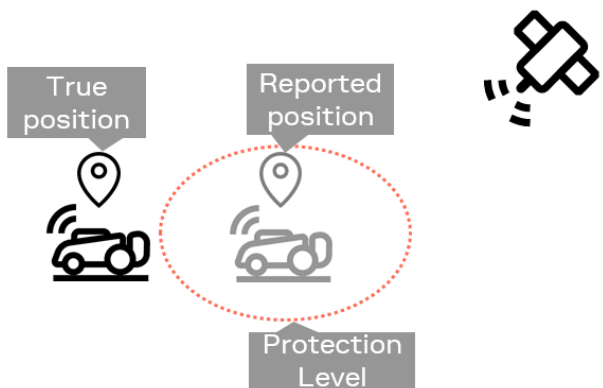 True
position
Reported
position
Protection
Level